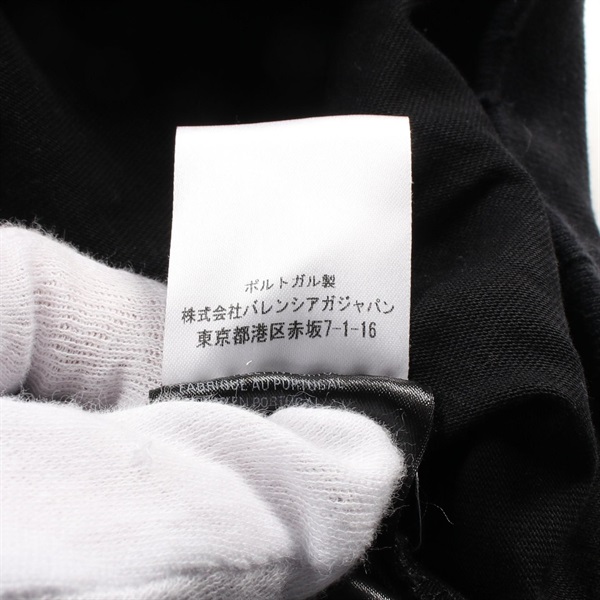 ポルトガル製
株式会社バレンシアガジャパン
東京都港区赤坂7-1-16
FABRIQUE AU PORTUGAL